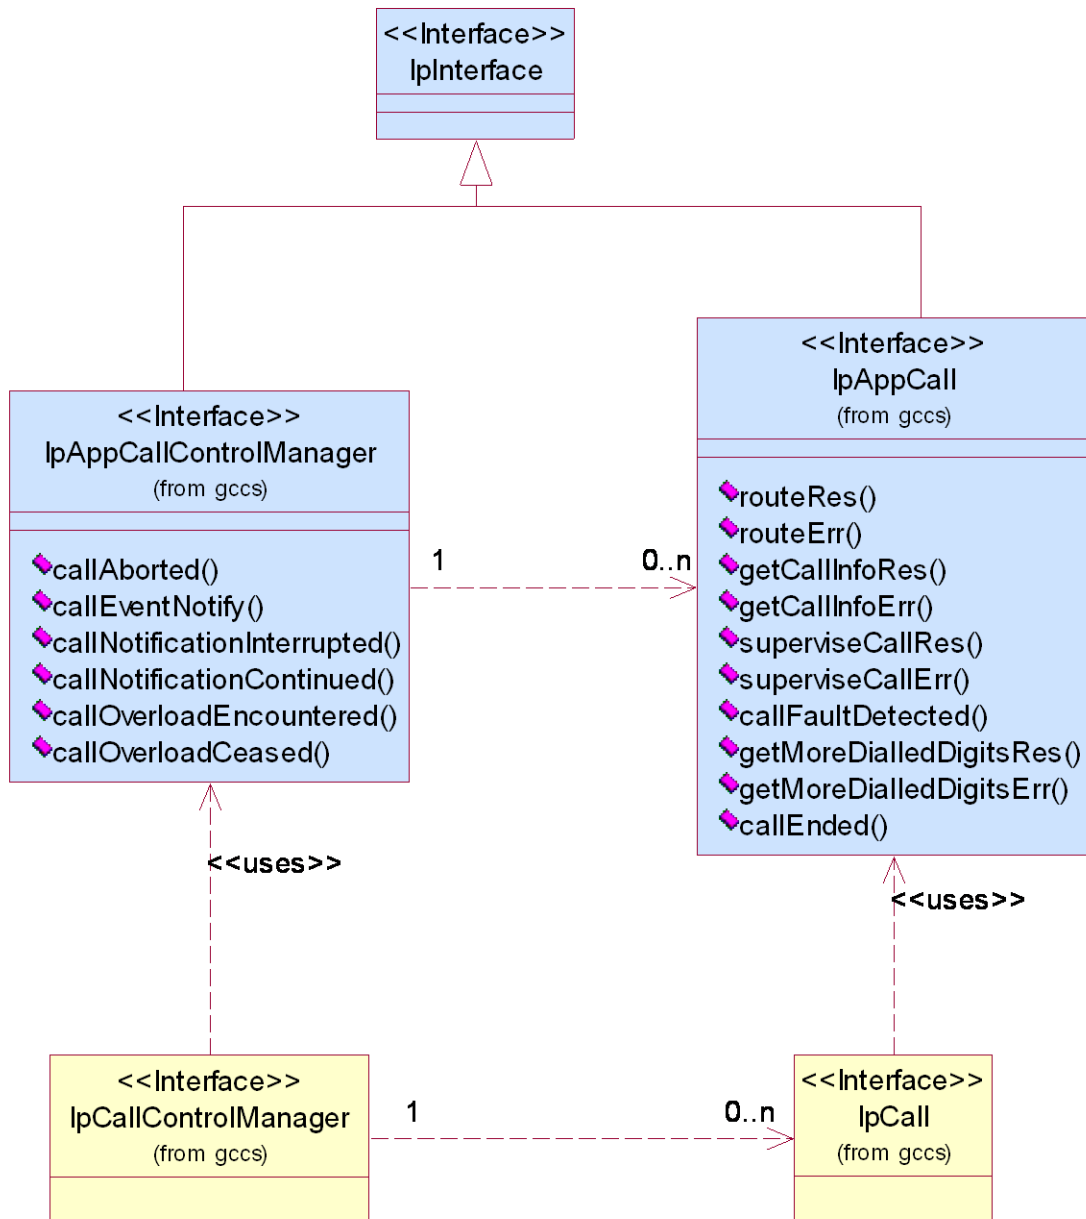 <<Interface>>
IpInterface
<<Interface>>
IpAppCall
(from gccs)
routeRes()
routeErr()
getCallInfoRes()
getCallInfoErr()
superviseCallRes()
superviseCallErr()
callFaultDetected()
getMoreDialledDigitsRes()
getMoreDialledDigitsErr()
callEnded()
<<Interface>>
IpAppCallControlManager
(from gccs)
callAborted()
callEventNotify()
callNotificationInterrupted()
callNotificationContinued()
callOverloadEncountered()
callOverloadCeased()
1
0..n
<<uses>>
<<uses>>
<<Interface>>
IpCallControlManager
(from gccs)
1
0..n
<<Interface>>
IpCall
(from gccs)